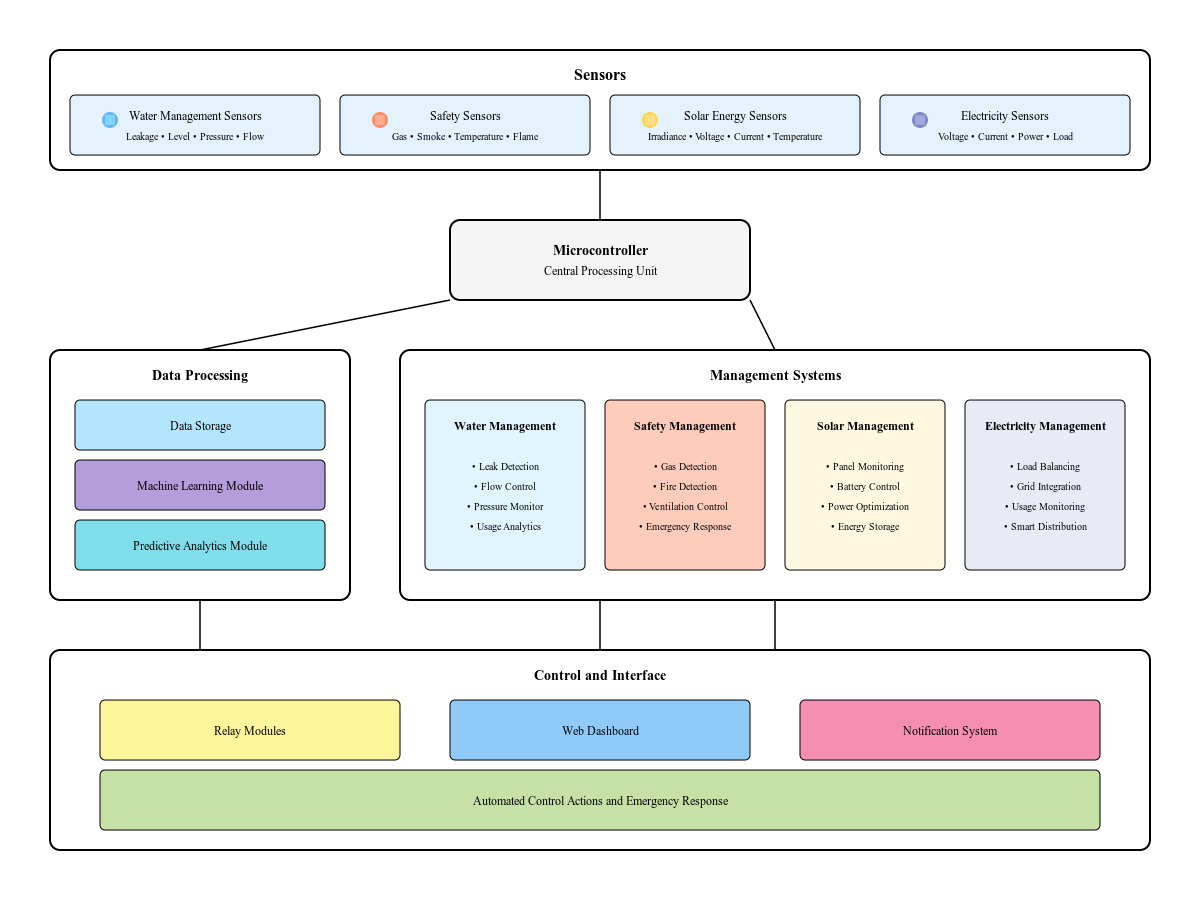 Sensors
Water Management Sensors
Leakage • Level • Pressure • Flow
Safety Sensors
Gas • Smoke • Temperature • Flame
Solar Energy Sensors
Irradiance • Voltage • Current • Temperature
Electricity Sensors
Voltage • Current • Power • Load
Microcontroller
Central Processing Unit
Data Processing
Data Storage
Machine Learning Module
Predictive Analytics Module
Management Systems
Water Management
• Leak Detection
• Flow Control
• Pressure Monitor
• Usage Analytics
Safety Management
• Gas Detection
• Fire Detection
• Ventilation Control
• Emergency Response
Solar Management
• Panel Monitoring
• Battery Control
• Power Optimization
• Energy Storage
Electricity Management
• Load Balancing
• Grid Integration
• Usage Monitoring
• Smart Distribution
Control and Interface
Relay Modules
Web Dashboard
Notification System
Automated Control Actions and Emergency Response